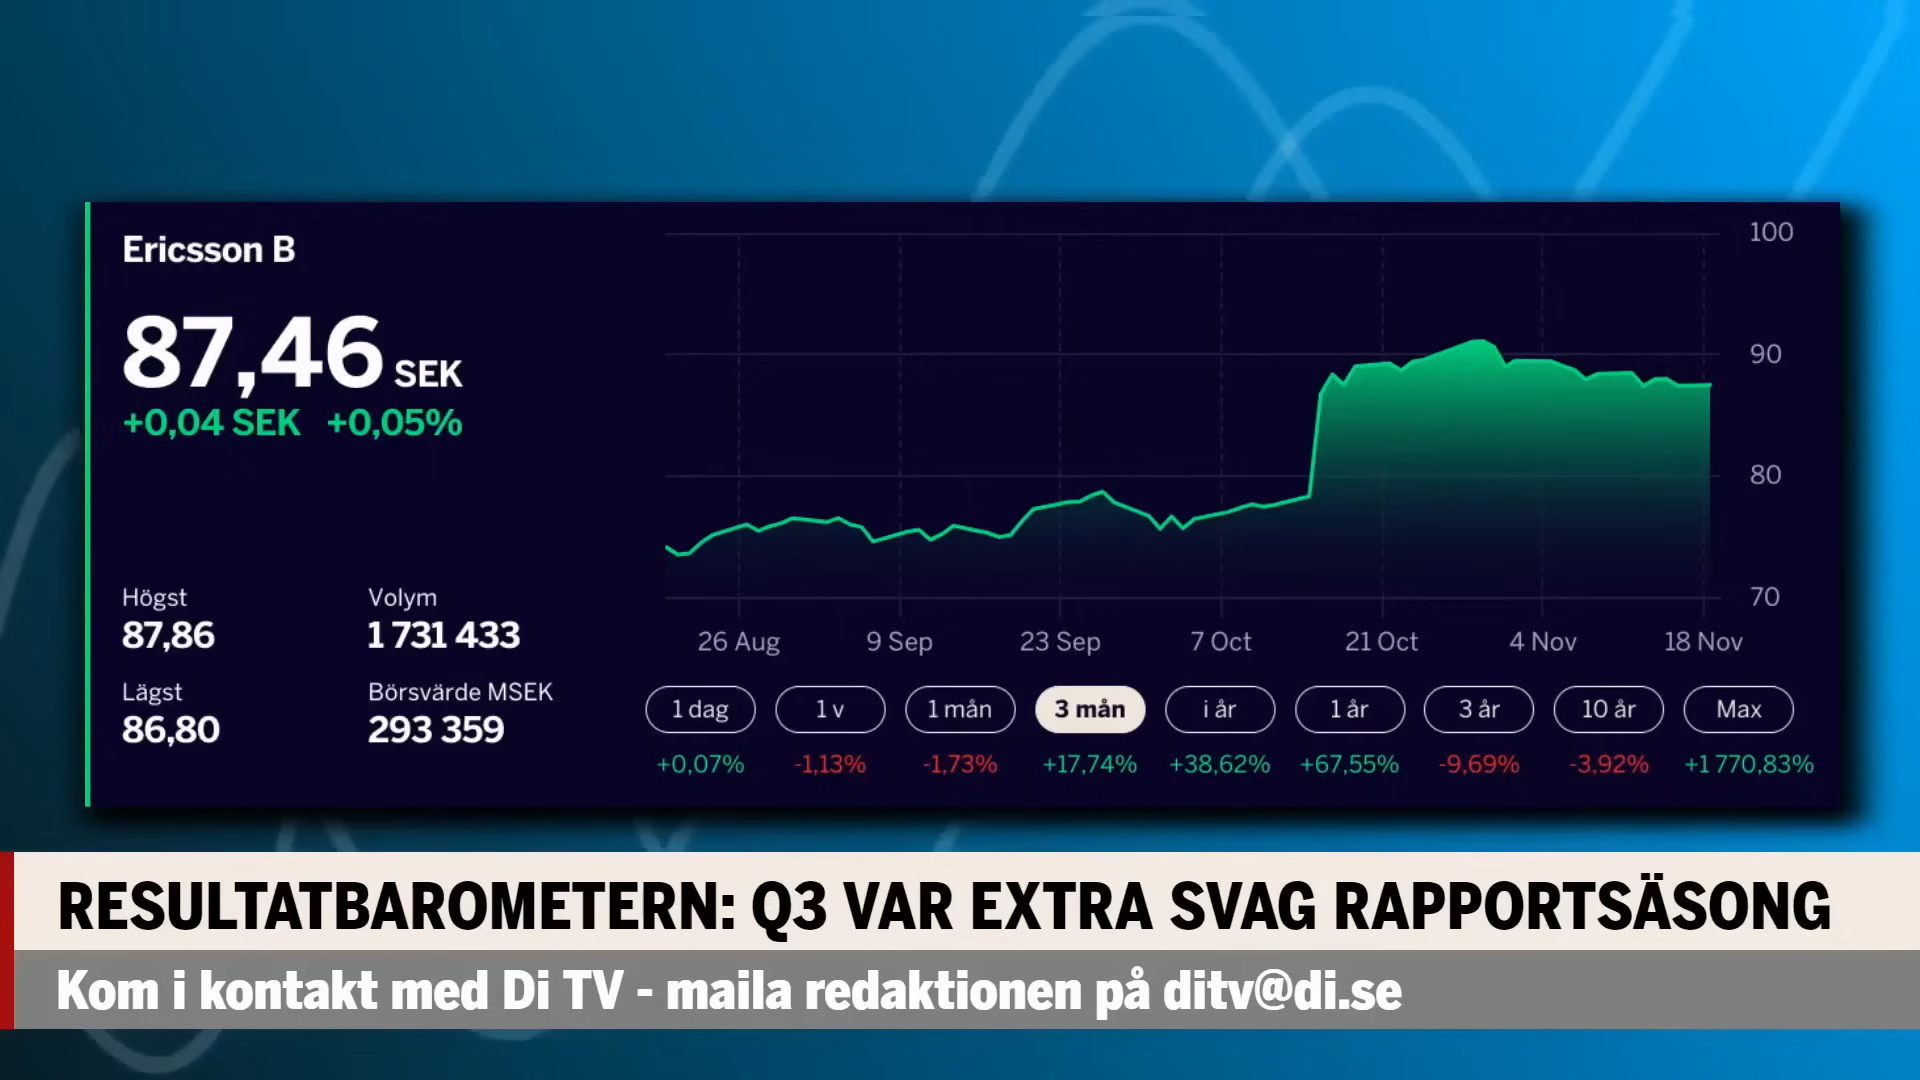 Ericsson B
87,46 SEK
+0,04 SEK +0,05%
Högst Volym
87,86 1 731 433
Lägst Börsvärde MSEK
86,80 293 359
100
90
80
70
26 Aug 9 Sep 23 Sep 7 Oct 21 Oct 4 Nov 18 Nov
1 dag 1 v 1 mån 3 mån i år 1 år 3 år 10 år Max
+0,07% -1,13% -1,73% +17,74% +38,62% +67,55% -9,69% -3,92% +1 770,83%
RESULTATBAROMETERN: Q3 VAR EXTRA SVAG RAPPORTSÄSONG
Kom i kontakt med Di TV - maila redaktionen på ditv@di.se